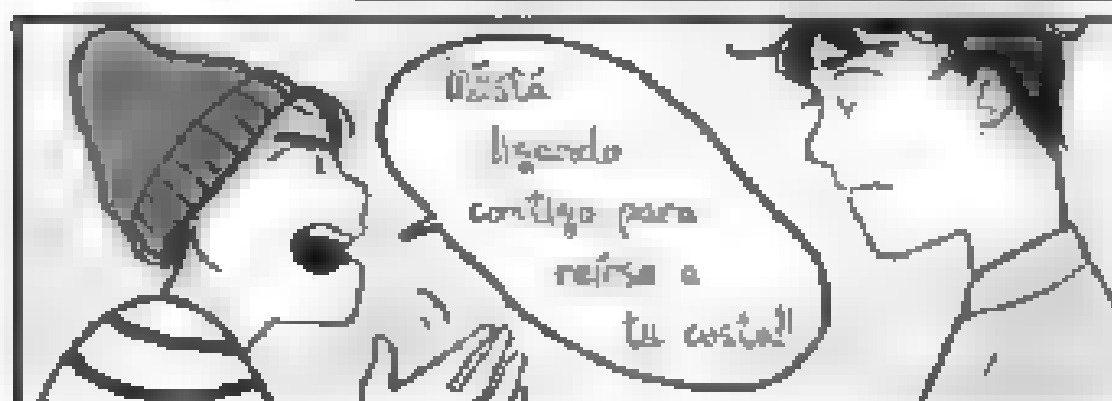 ¡¡Está
ligando
contigo para
reírse a
tu costa!!